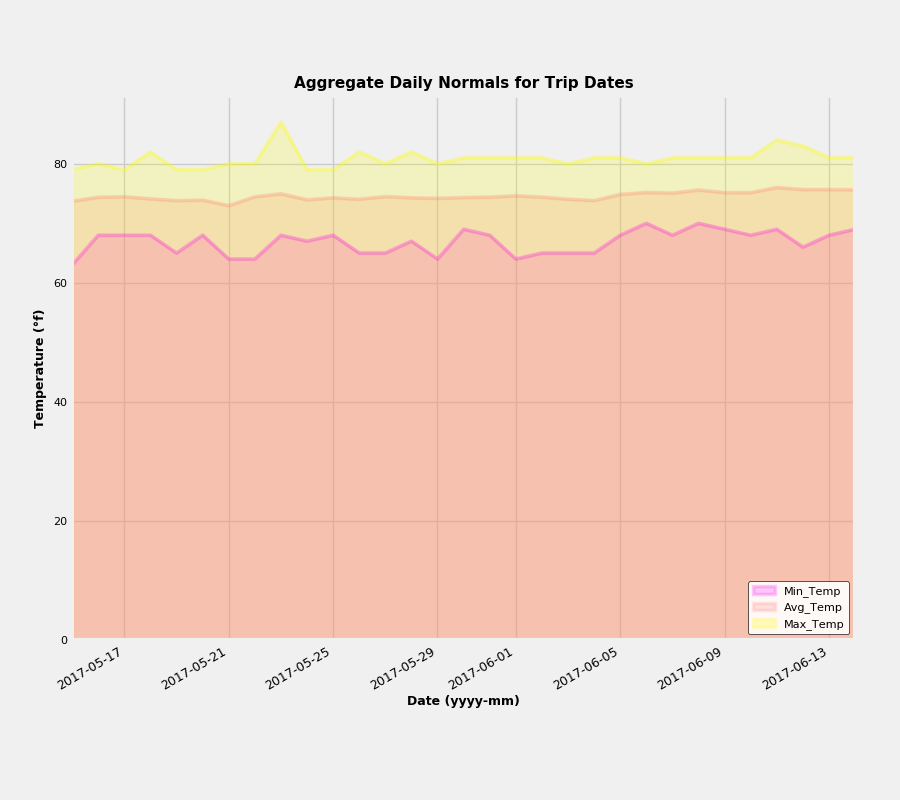 Aggregate Daily Normals for Trip Dates
Temperature (°f)
80
60
40
20
0
Min_Temp
Avg_Temp
Max_Temp
2017-05-17
2017-05-21
2017-05-25
2017-05-29
2017-06-01
2017-06-05
2017-06-09
2017-06-13
Date (yyyy-mm)